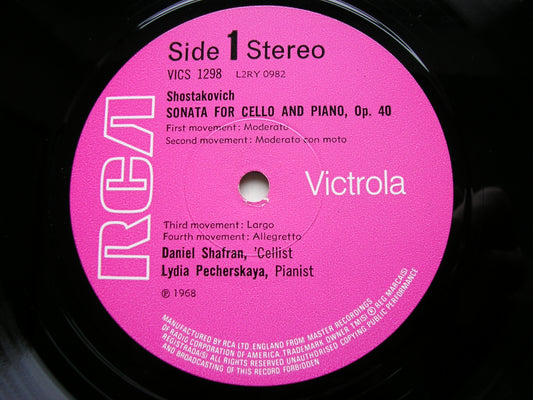 Side 1 Stereo
VICS 1298 L2RY 0982
Shostakovich
SONATA FOR CELLO AND PIANO, Op. 40
First movement: Moderato
Second movement: Moderato con moto
RCA
Victrola
Third movement: Largo
Fourth movement: Allegretto
Daniel Shafran, 'Cellist
Lydia Pecherskaya, Pianist
℗ 1968
MANUFACTURED BY RCA LTD. ENGLAND FROM MASTER RECORDINGS
OF RADIO CORPORATION OF AMERICA. TRADEMARK, OWNER TM(S) ® REG MARCA(S)
REGISTRADA(S) ALL RIGHTS RESERVED UNAUTHORISED COPYING PUBLIC PERFORMANCE
AND BROADCASTING OF THIS RECORD FORBIDDEN.